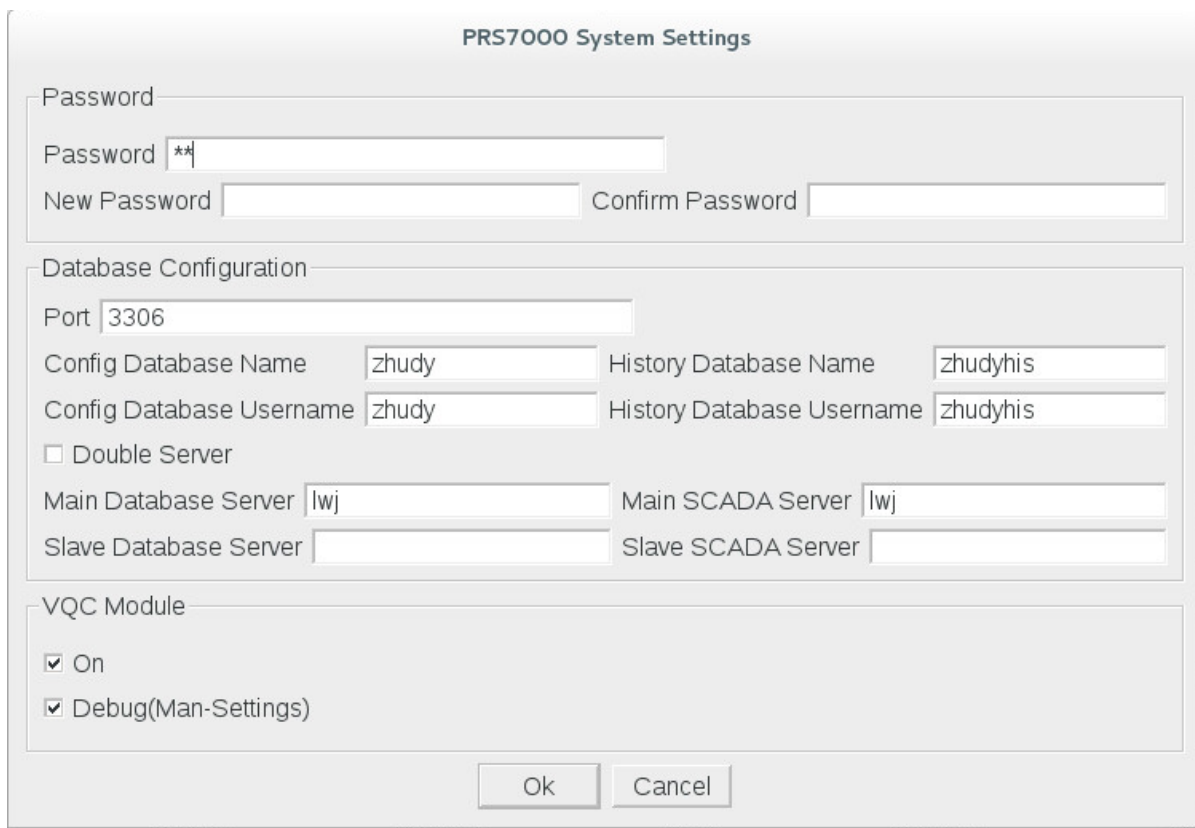 PRS7000 System Settings
Password
Password **
New Password Confirm Password
Database Configuration
Port 3306
Config Database Name zhudy History Database Name zhudyhis
Config Database Username zhudy History Database Username zhudyhis
Double Server
Main Database Server lwj Main SCADA Server lwj
Slave Database Server Slave SCADA Server
VQC Module
On
Debug(Man-Settings)
Ok Cancel